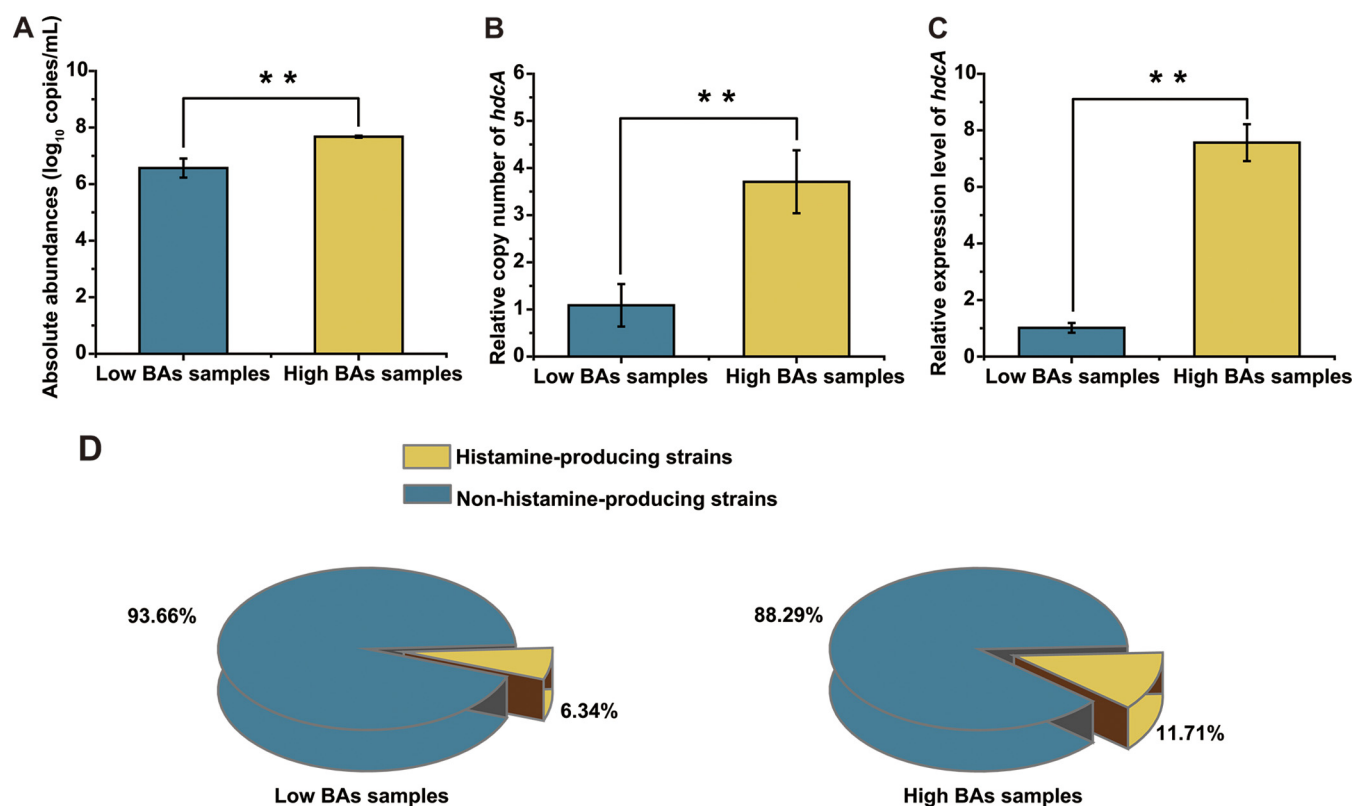 A
Absolute abundances (log10 copies/mL)
10
8
6
4
2
0
* *
Low BAs samples
High BAs samples
B
Relative copy number of hdcA
6
5
4
3
2
1
0
* *
Low BAs samples
High BAs samples
C
Relative expression level of hdcA
10
8
6
4
2
0
* *
Low BAs samples
High BAs samples
D
Histamine-producing strains
Non-histamine-producing strains
93.66%
6.34%
Low BAs samples
88.29%
11.71%
High BAs samples